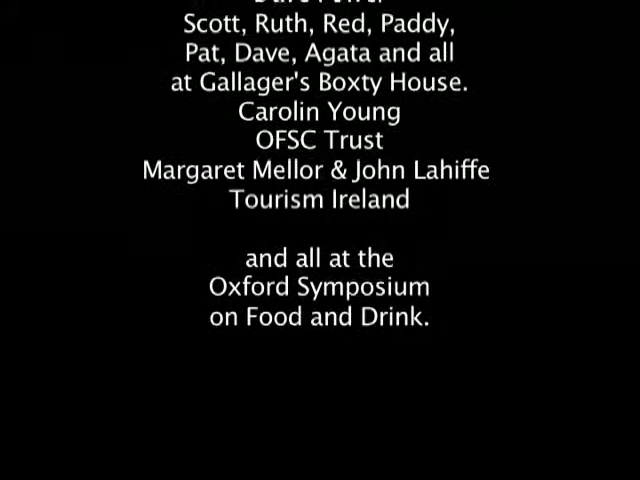 Scott, Ruth, Red, Paddy,
Pat, Dave, Agata and all
at Gallager's Boxty House.
Carolin Young
OFSC Trust
Margaret Mellor & John Lahiffe
Tourism Ireland
and all at the
Oxford Symposium
on Food and Drink.